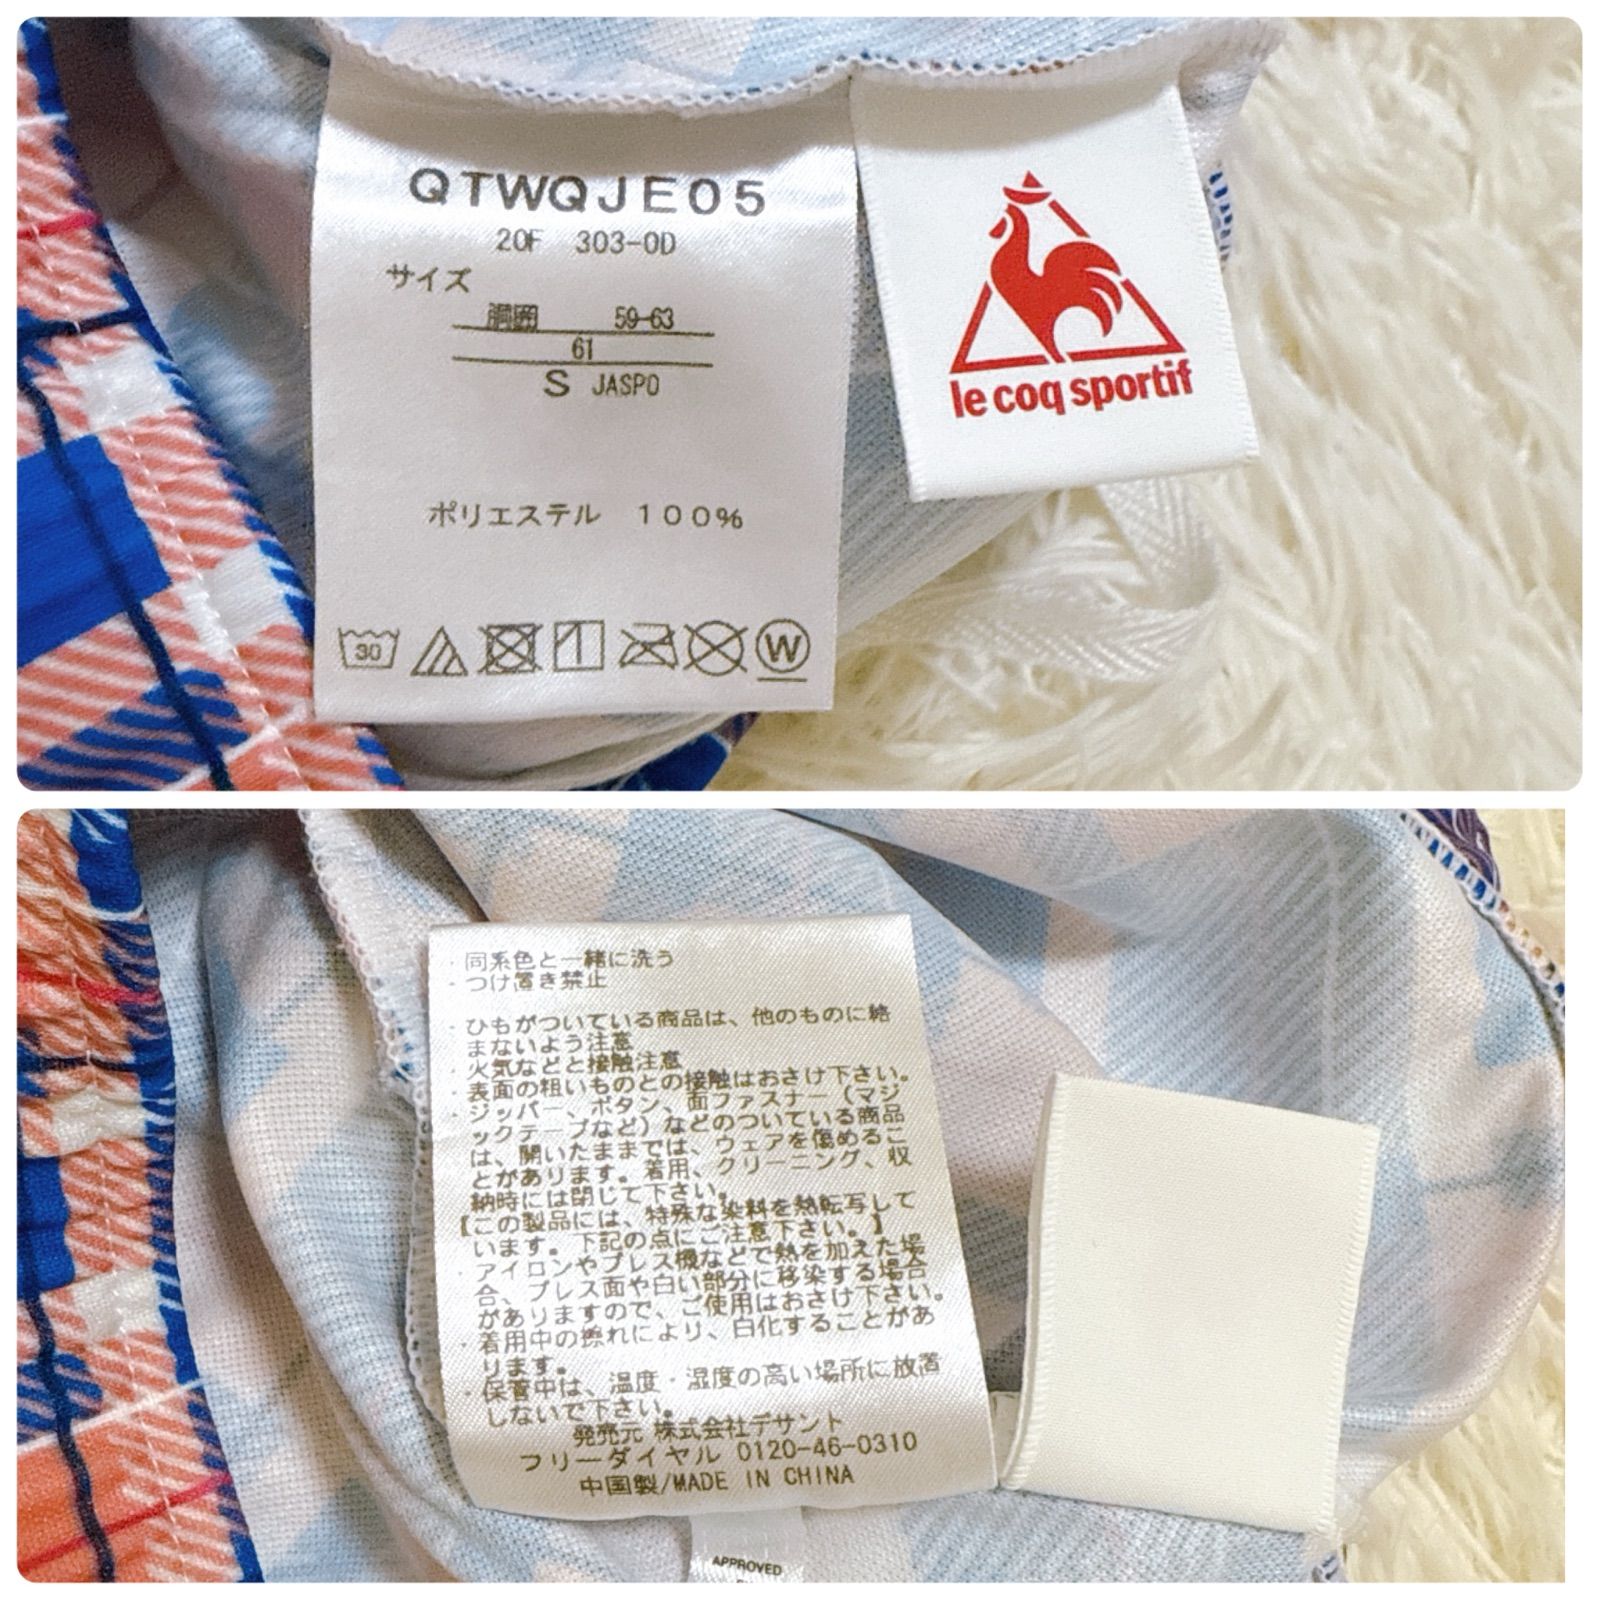 QTWQJE05
20F 303-0D
サイズ
胴囲 59-63
61
S JASPO
ポリエステル 100%
30
W
le coq sportif
・同系色と一緒に洗う
・つけ置き禁止
・ひもがついている商品は、他のものに絡
まないよう注意
・火気などと接触注意
・表面の粗いものとの接触はおさけ下さい。
・ジッパー、ボタン、面ファスナー（マジ
ックテープなど）などのついている商品
は、開いたままでは、ウェアを傷めるこ
とがあります。着用、クリーニング、収
納時には閉じて下さい。
【この製品には、特殊な染料を熱転写して
います。下記の点にご注意下さい。】
・アイロンやプレス機などで熱を加えた場
合、プレス面や白い部分に移染する場合
がありますので、ご使用はおさけ下さい。
・着用中の擦れにより、白化することがあ
ります。
・保管中は、温度・湿度の高い場所に放置
しないで下さい。
発売元 株式会社デサント
フリーダイヤル 0120-46-0310
中国製/MADE IN CHINA
APPROVED